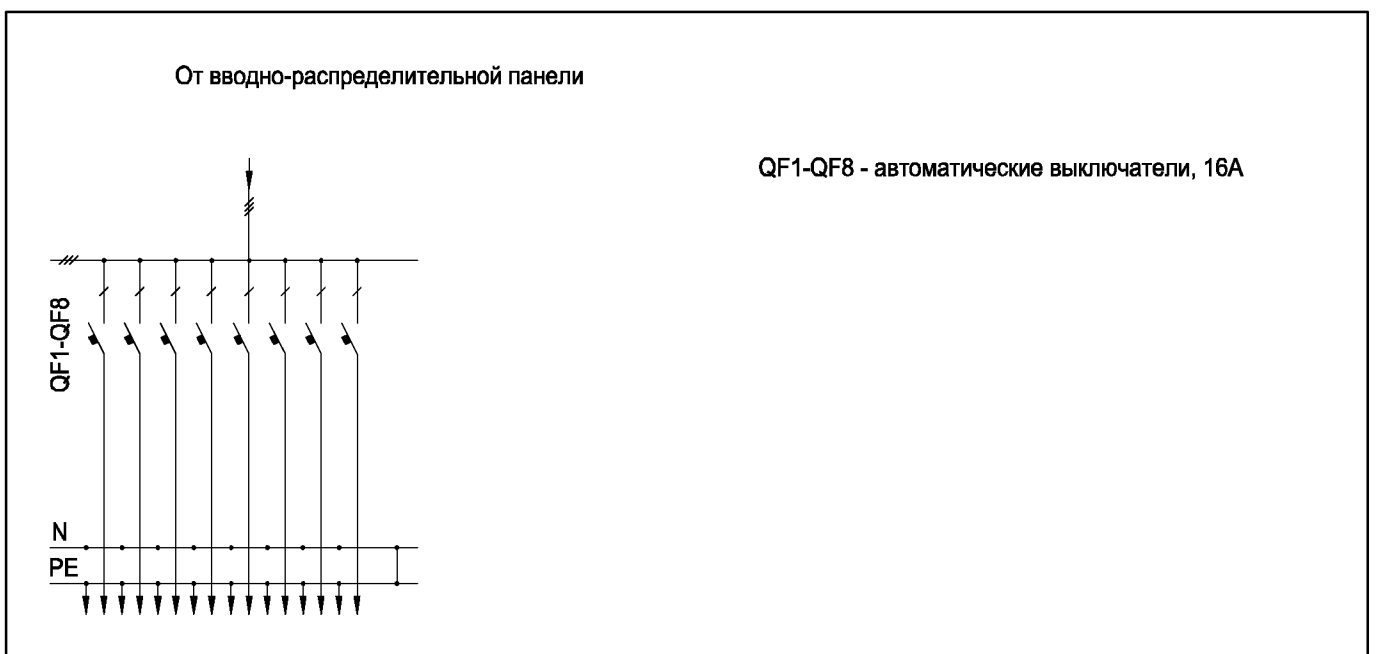 От вводно-распределительной панели
QF1-QF8 - автоматические выключатели, 16А
QF1-QF8
N
PE